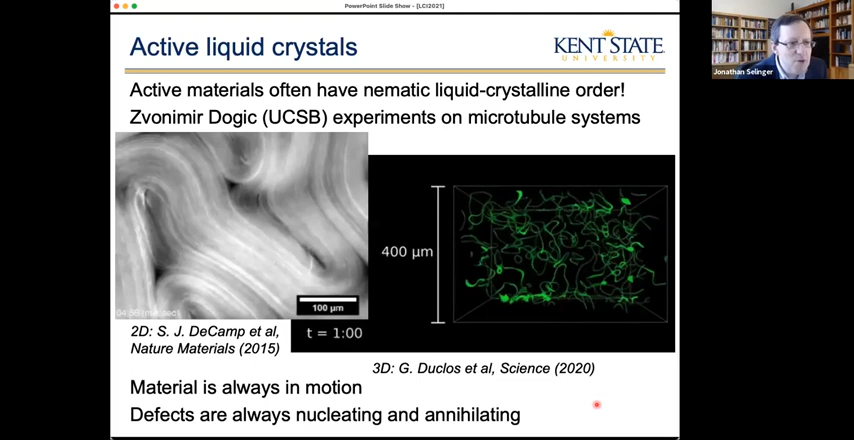 PowerPoint Slide Show - [LCI2021]
Active liquid crystals
KENT STATE
UNIVERSITY
Jonathan Selinger
Active materials often have nematic liquid-crystalline order!
Zvonimir Dogic (UCSB) experiments on microtubule systems
400 µm
100 µm
t = 1:00
2D: S. J. DeCamp et al,
Nature Materials (2015)
3D: G. Duclos et al, Science (2020)
Material is always in motion
Defects are always nucleating and annihilating